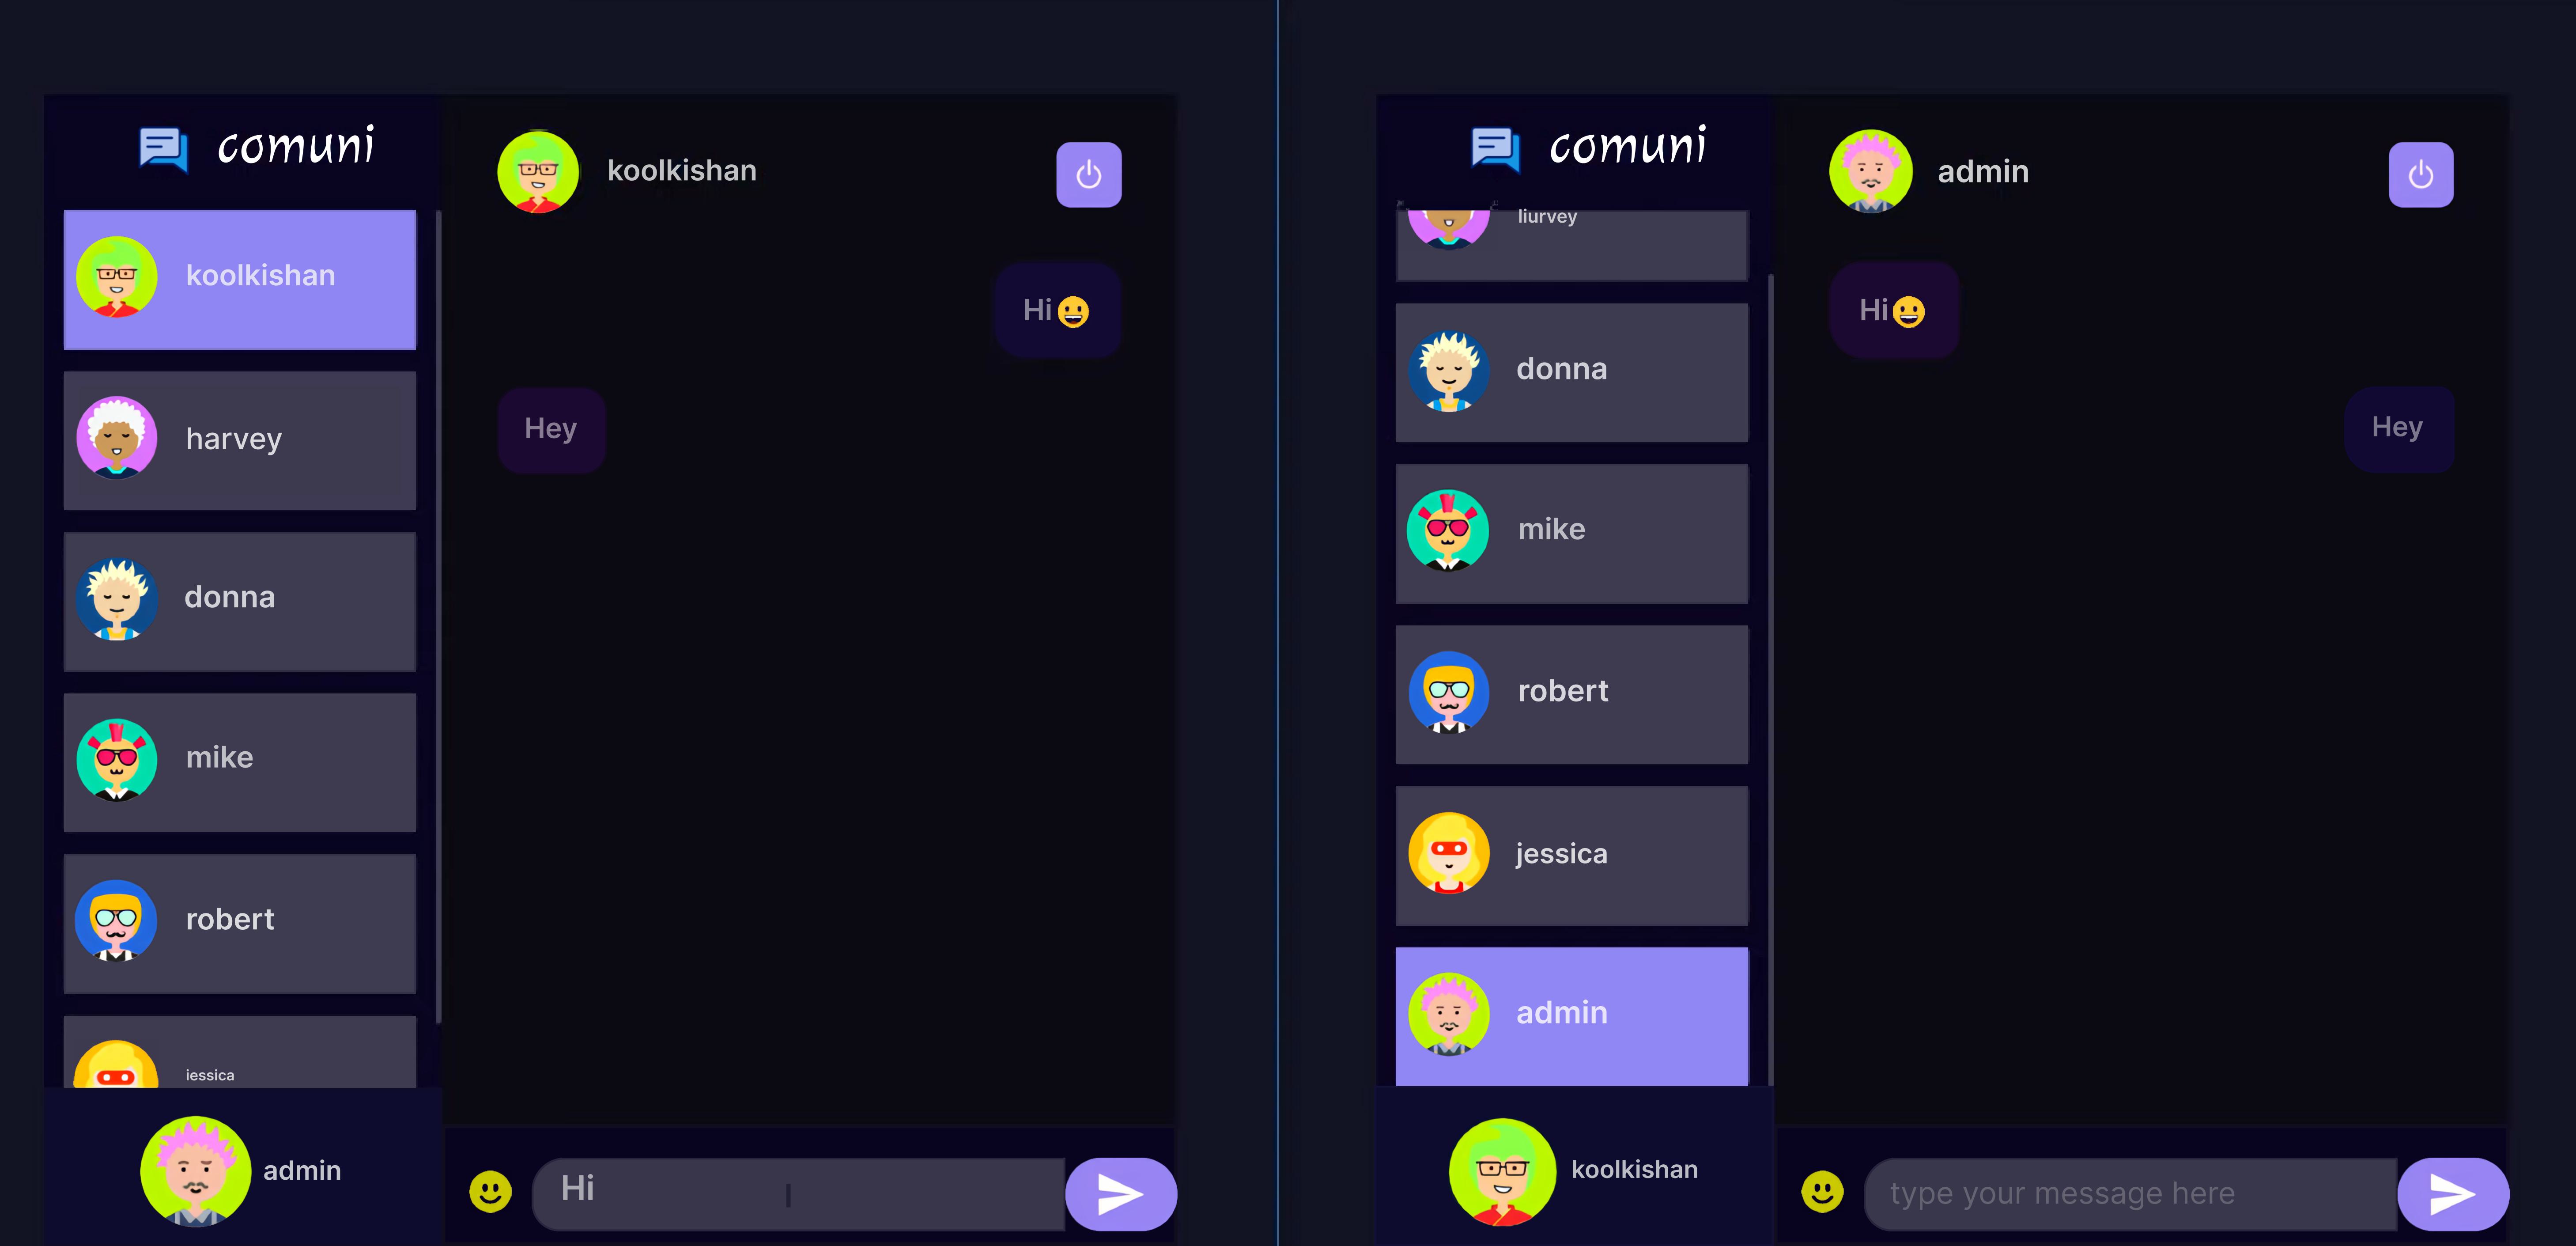 comuni
koolkishan
harvey
donna
mike
robert
iessica
admin
koolkishan
Hi😀
Hey
Hi
comuni
liurvey
donna
mike
robert
jessica
admin
koolkishan
admin
Hi😀
Hey
type your message here